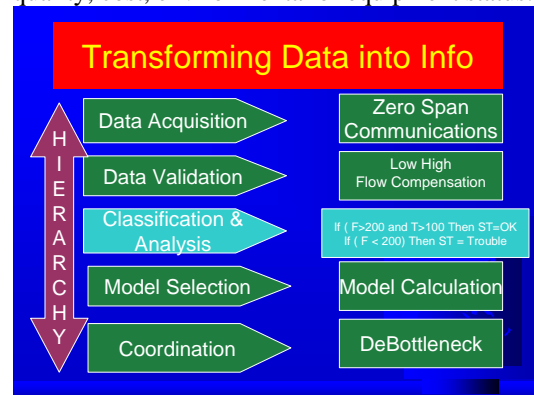 Transforming Data into Info
H
I
E
R
A
R
C
H
Y
Data Acquisition
Zero Span
Communications
Data Validation
Low High
Flow Compensation
Classification &
Analysis
If ( F>200 and T>100 Then ST=OK
If ( F < 200) Then ST = Trouble
Model Selection
Model Calculation
Coordination
DeBottleneck